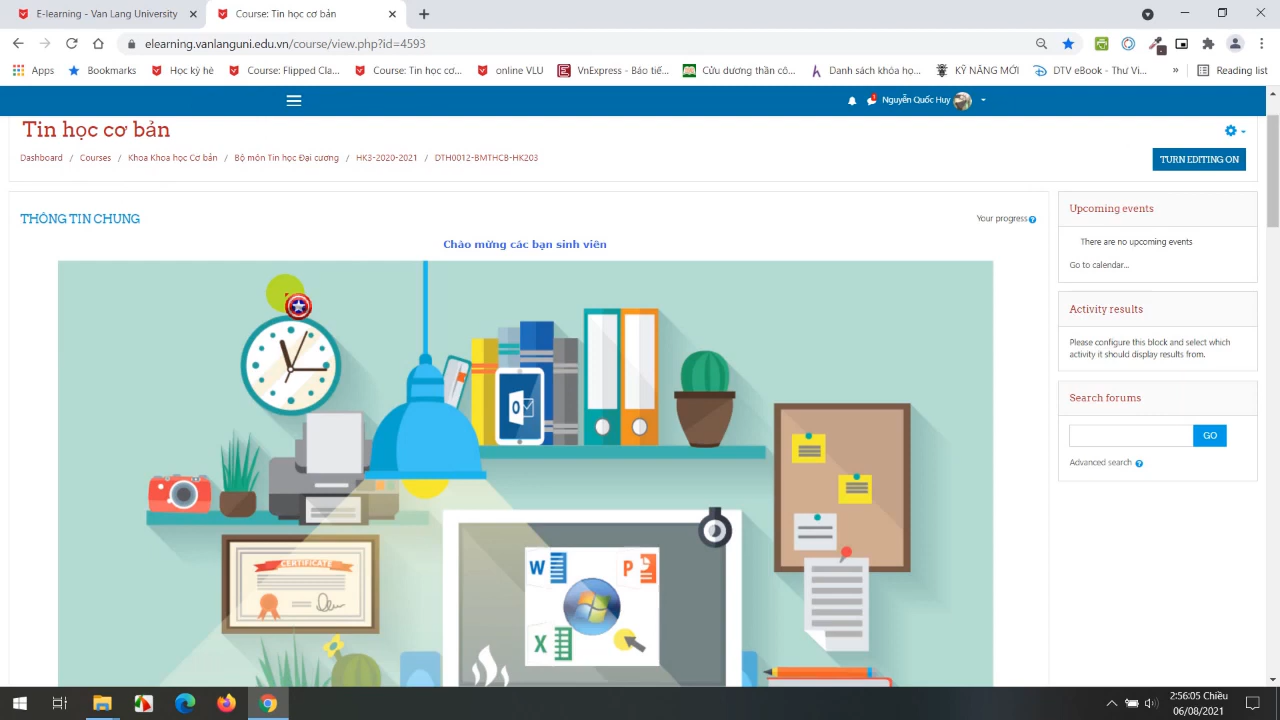 E-learning - Van Lang University
Course: Tin học cơ bản
elearning.vanlanguni.edu.vn/course/view.php?id=4593
Apps
Bookmarks
Học kỳ hè
Course: Flipped Clas...
Course: Tin học cơ...
online VLU
VnExpress - Báo tiế...
Cửu dương thần cô...
Danh sách khóa họ...
KỸ NĂNG MỚI
DTV eBook - Thư Vi...
»
Reading list
Nguyễn Quốc Huy
Tin học cơ bản
Dashboard / Courses / Khoa Khoa học Cơ bản / Bộ môn Tin học Đại cương / HK3-2020-2021 / DTH0012-BMTHCB-HK203
TURN EDITING ON
THÔNG TIN CHUNG
Your progress
Chào mừng các bạn sinh viên
CERTIFICATE
W
P
X
Upcoming events
There are no upcoming events
Go to calendar...
Activity results
Please configure this block and select which
activity it should display results from.
Search forums
GO
Advanced search
2:56:05 Chiều
06/08/2021